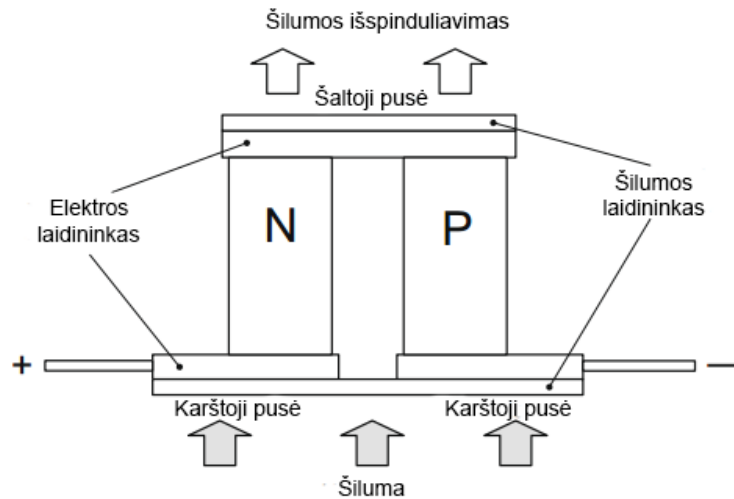 Šilumos išspinduliavimas
Šaltoji pusė
Elektros
laidininkas
N
P
Šilumos
laidininkas
+
—
Karštoji pusė
Karštoji pusė
Šiluma